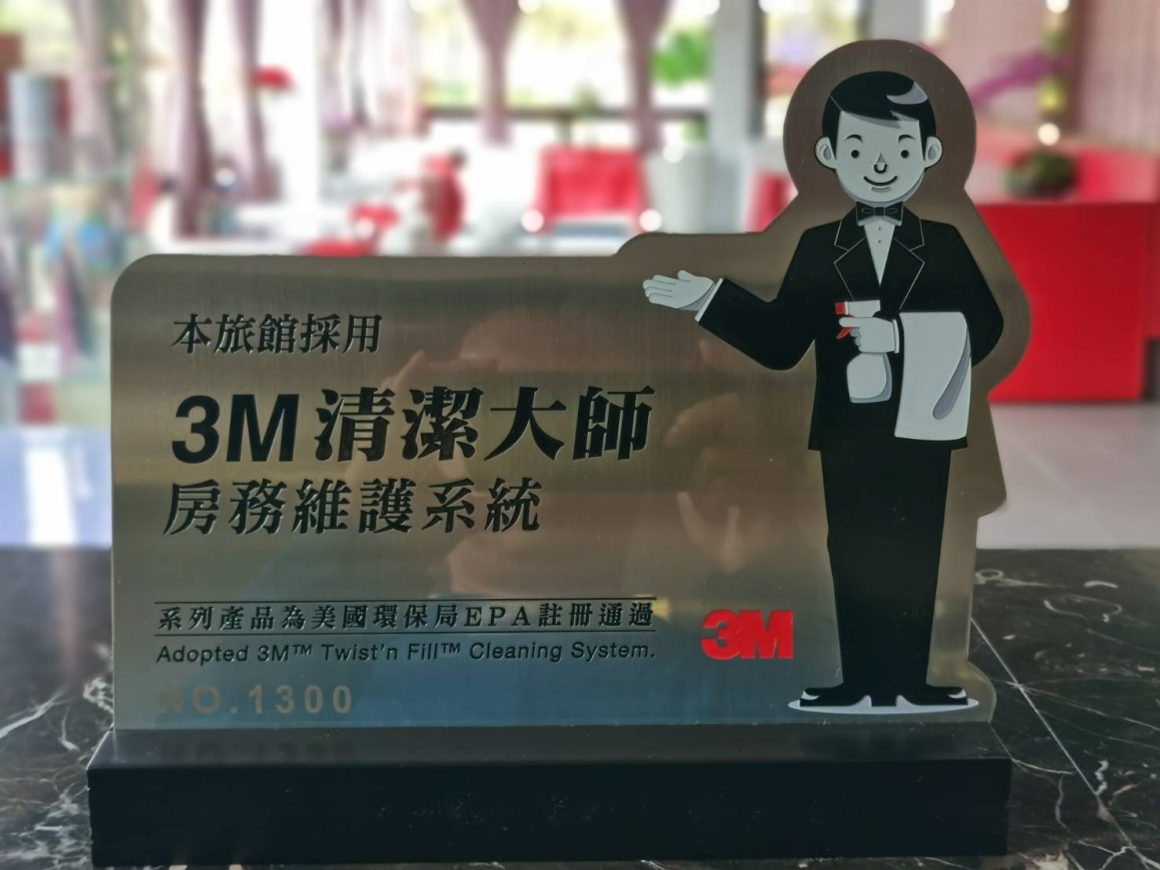 本旅館採用
3M清潔大師
房務維護系統
系列產品為美國環保局EPA註冊通過
Adopted 3M™ Twist'n Fill™ Cleaning System.
3M
NO.1300